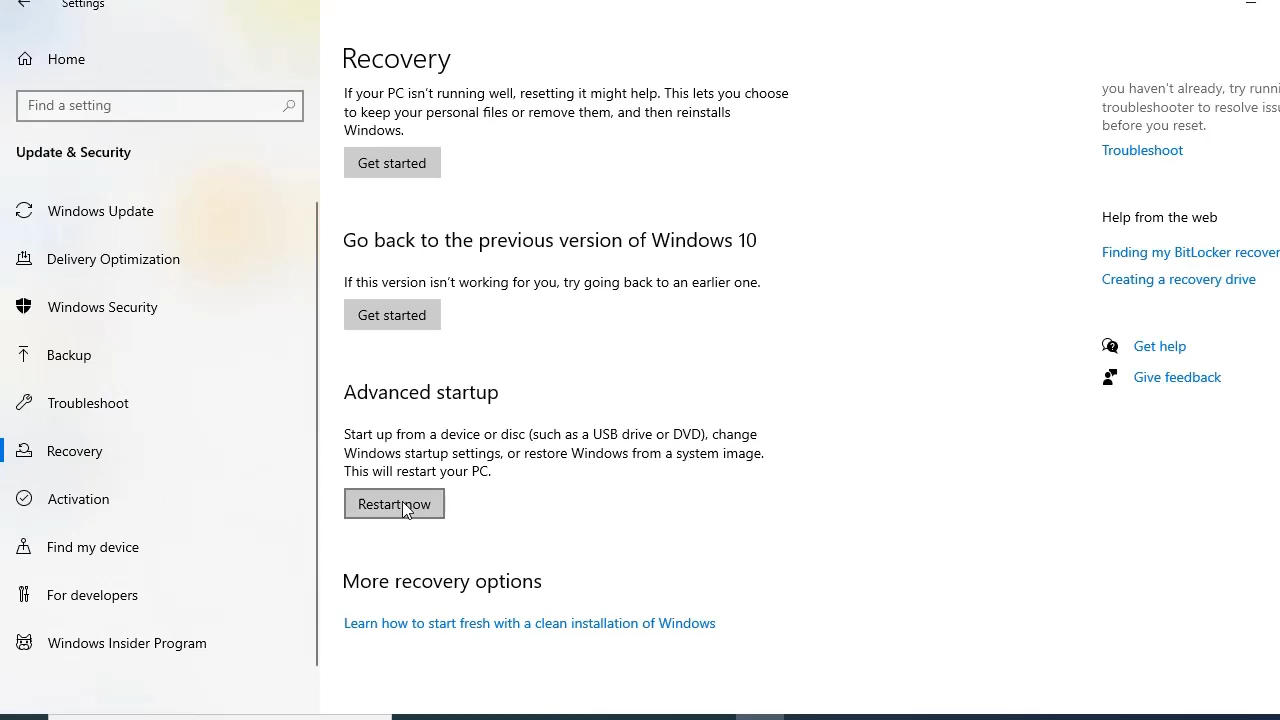 Settings
Home
Find a setting
Update & Security
Windows Update
Delivery Optimization
Windows Security
Backup
Troubleshoot
Recovery
Activation
Find my device
For developers
Windows Insider Program
Recovery
If your PC isn't running well, resetting it might help. This lets you choose
to keep your personal files or remove them, and then reinstalls
Windows.
Get started
Go back to the previous version of Windows 10
If this version isn't working for you, try going back to an earlier one.
Get started
Advanced startup
Start up from a device or disc (such as a USB drive or DVD), change
Windows startup settings, or restore Windows from a system image.
This will restart your PC.
Restart now
More recovery options
Learn how to start fresh with a clean installation of Windows
you haven't already, try runni
troubleshooter to resolve issu
before you reset.
Troubleshoot
Help from the web
Finding my BitLocker recover
Creating a recovery drive
Get help
Give feedback